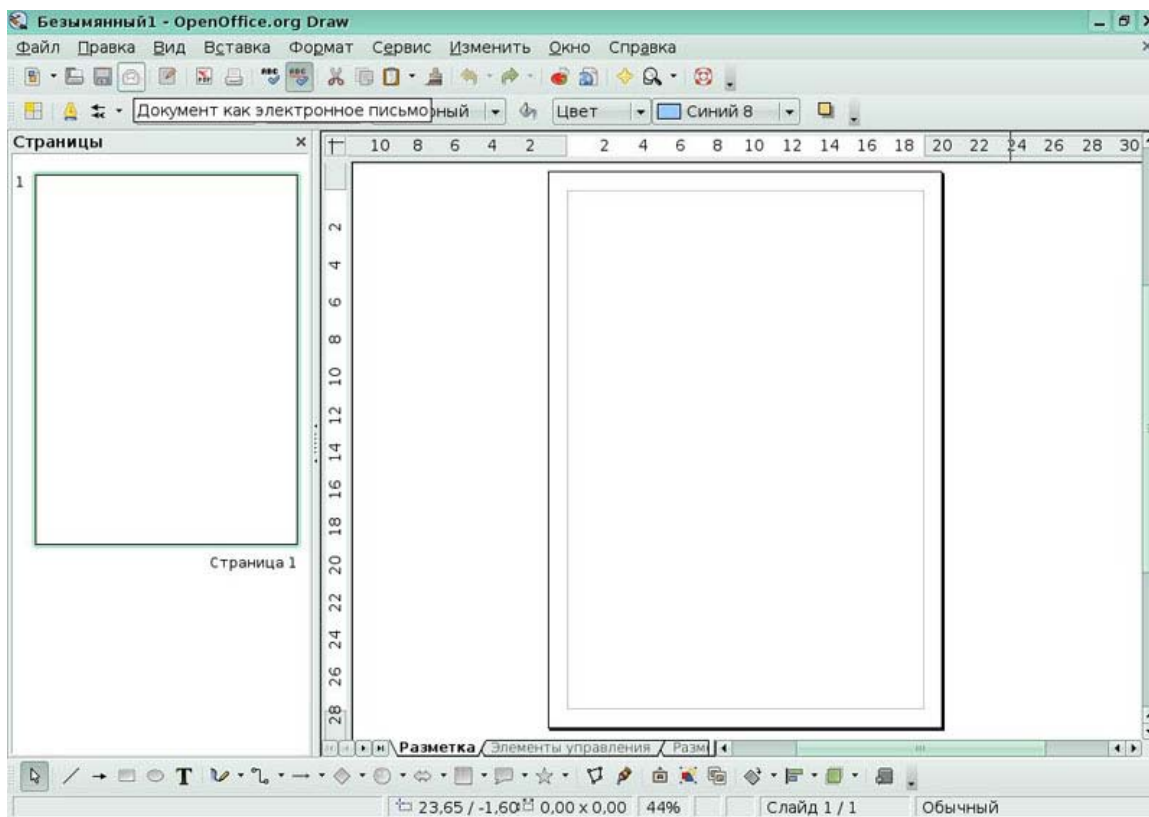 Безымянный1 - OpenOffice.org Draw
Файл Правка Вид Вставка Формат Сервис Изменить Окно Справка
Документ как электронное письмо Цвет Синий 8
Страницы
10 8 6 4 2 2 4 6 8 10 12 14 16 18 20 22 24 26 28 30
1
2
4
6
8
10
12
14
16
18
20
22
24
26
28
Страница 1
Разметка Элементы управления
T
23,65 / -1,60 0,00 x 0,00 44% Слайд 1 / 1 Обычный